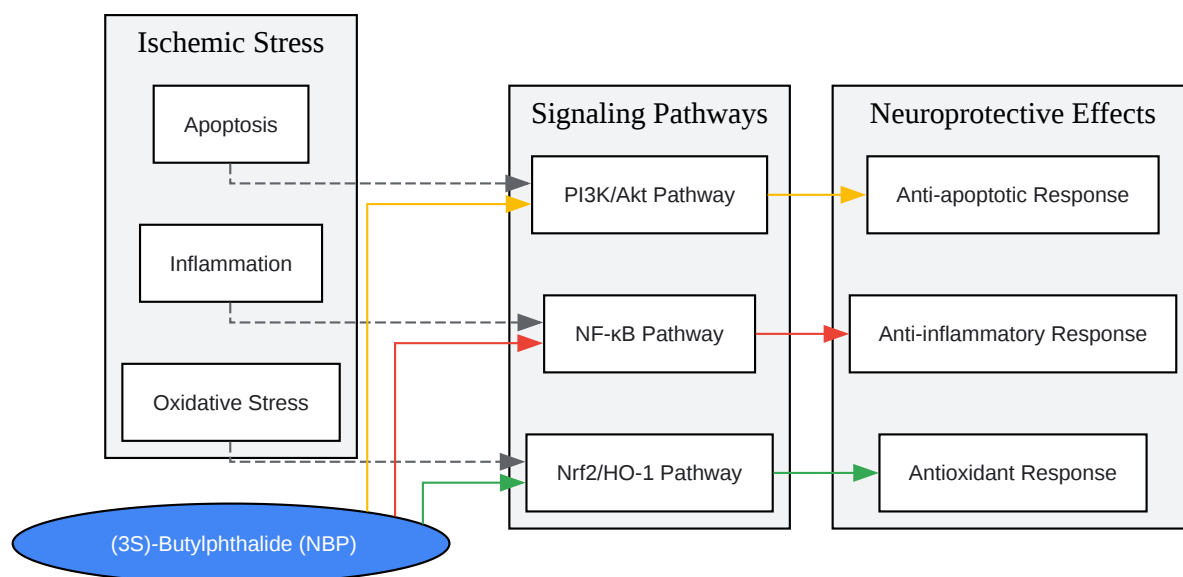 Ischemic Stress
Apoptosis
Inflammation
Oxidative Stress
(3S)-Butylphthalide (NBP)
Signaling Pathways
PI3K/Akt Pathway
NF-κB Pathway
Nrf2/HO-1 Pathway
Neuroprotective Effects
Anti-apoptotic Response
Anti-inflammatory Response
Antioxidant Response